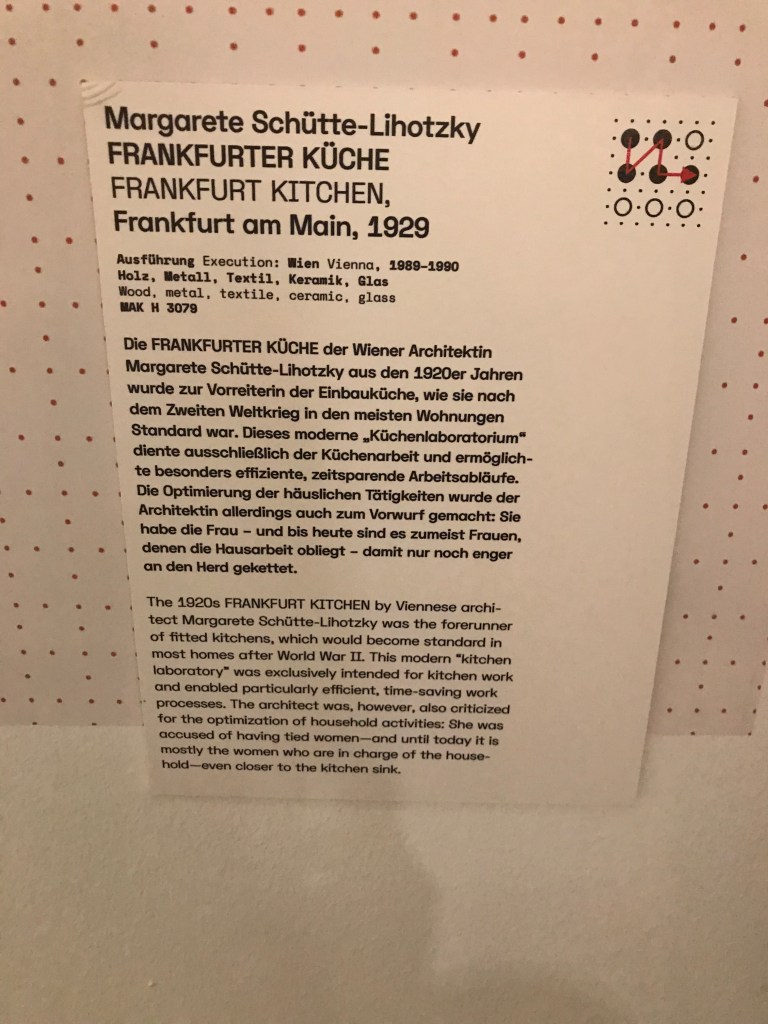 Margarete Schütte-Lihotzky
FRANKFURTER KÜCHE
FRANKFURT KITCHEN,
Frankfurt am Main, 1929
Ausführung Execution: Wien Vienna, 1989–1990
Holz, Metall, Textil, Keramik, Glas
Wood, metal, textile, ceramic, glass
MAK H 3079
Die FRANKFURTER KÜCHE der Wiener Architektin
Margarete Schütte-Lihotzky aus den 1920er Jahren
wurde zur Vorreiterin der Einbauküche, wie sie nach
dem Zweiten Weltkrieg in den meisten Wohnungen
Standard war. Dieses moderne „Küchenlaboratorium“
diente ausschließlich der Küchenarbeit und ermöglich-
te besonders effiziente, zeitsparende Arbeitsabläufe.
Die Optimierung der häuslichen Tätigkeiten wurde der
Architektin allerdings auch zum Vorwurf gemacht: Sie
habe die Frau – und bis heute sind es zumeist Frauen,
denen die Hausarbeit obliegt – damit nur noch enger
an den Herd gekettet.
The 1920s FRANKFURT KITCHEN by Viennese archi-
tect Margarete Schütte-Lihotzky was the forerunner
of fitted kitchens, which would become standard in
most homes after World War II. This modern “kitchen
laboratory” was exclusively intended for kitchen work
and enabled particularly efficient, time-saving work
processes. The architect was, however, also criticized
for the optimization of household activities: She was
accused of having tied women—and until today it is
mostly the women who are in charge of the house-
hold—even closer to the kitchen sink.